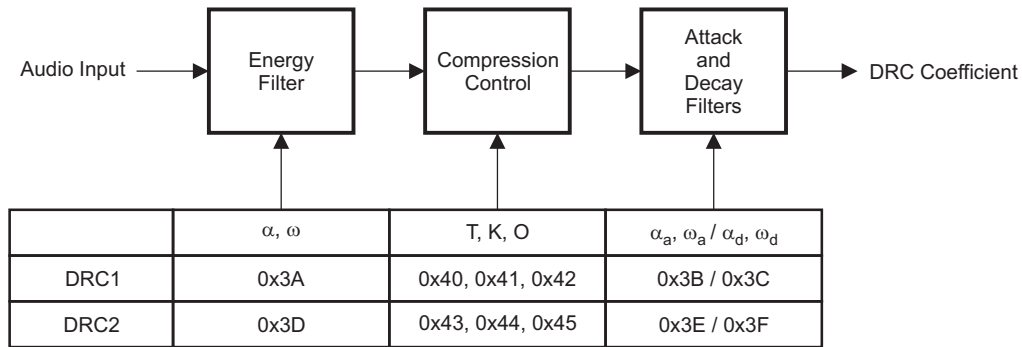 Audio Input
Energy
Filter
Compression
Control
Attack
and
Decay
Filters
DRC Coefficient
α, ω
T, K, O
αa, ωa / αd, ωd
DRC1
0x3A
0x40, 0x41, 0x42
0x3B / 0x3C
DRC2
0x3D
0x43, 0x44, 0x45
0x3E / 0x3F